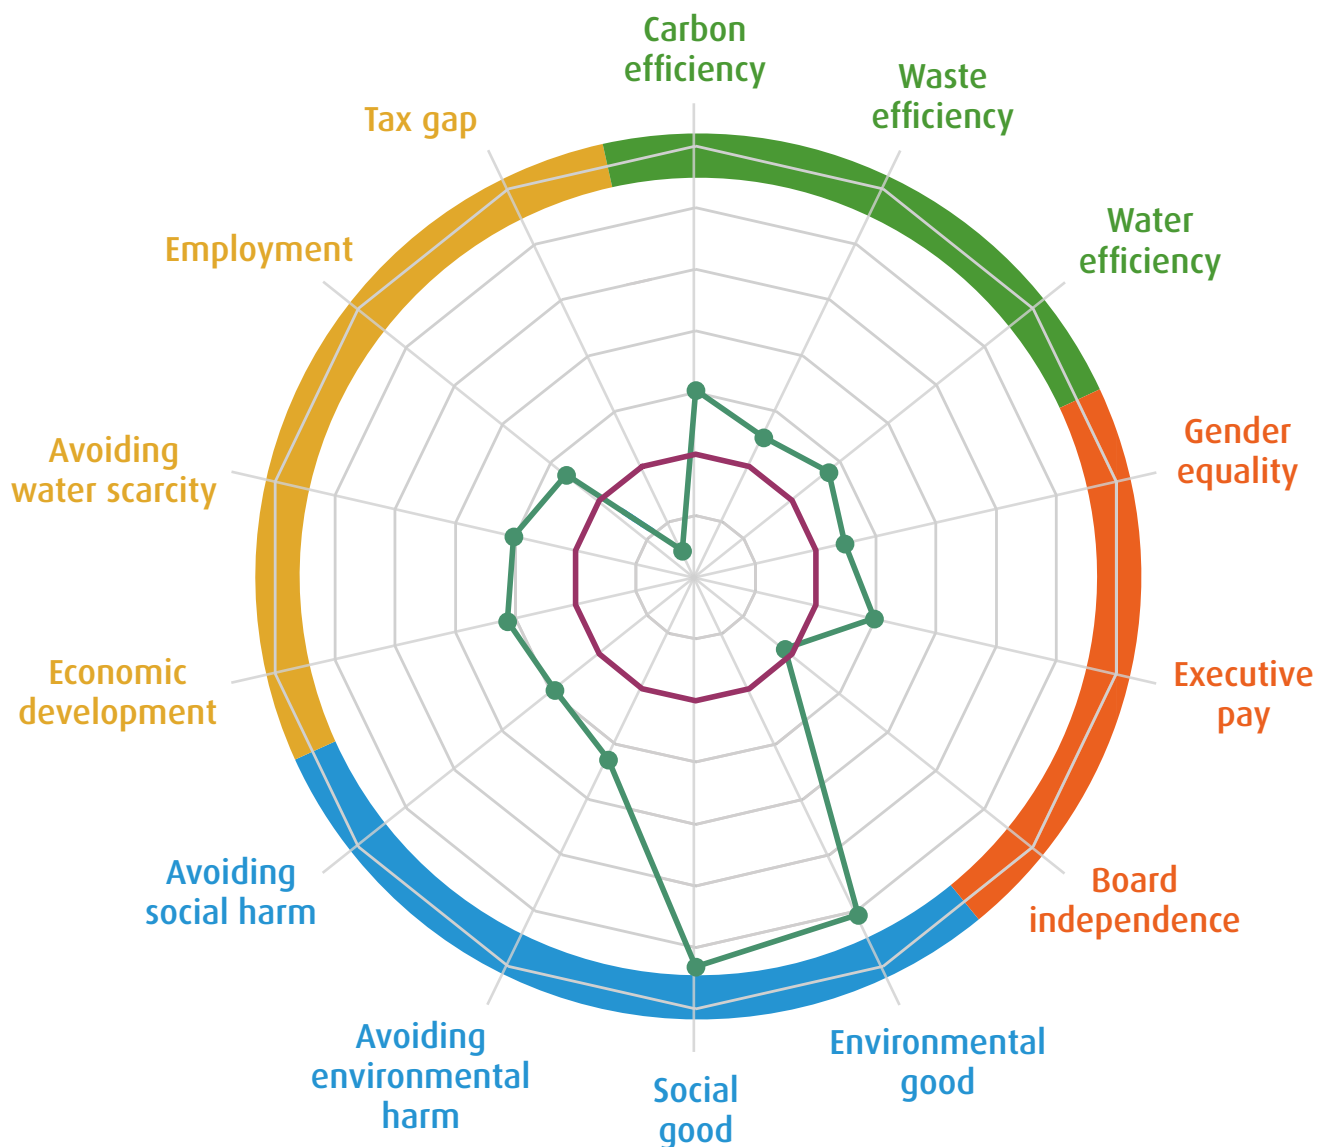 Carbon
efficiency
Waste
efficiency
Water
efficiency
Gender
equality
Executive
pay
Board
independence
Environmental
good
Social
good
Avoiding
environmental
harm
Avoiding
social harm
Economic
development
Avoiding
water scarcity
Employment
Tax gap